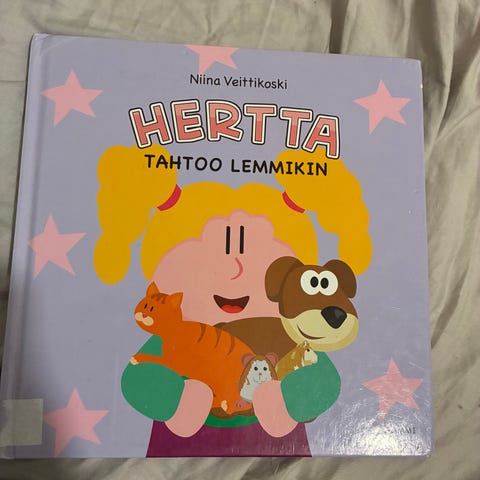 Niina Veittikoski
HERTTA
TAHTOO LEMMIKIN